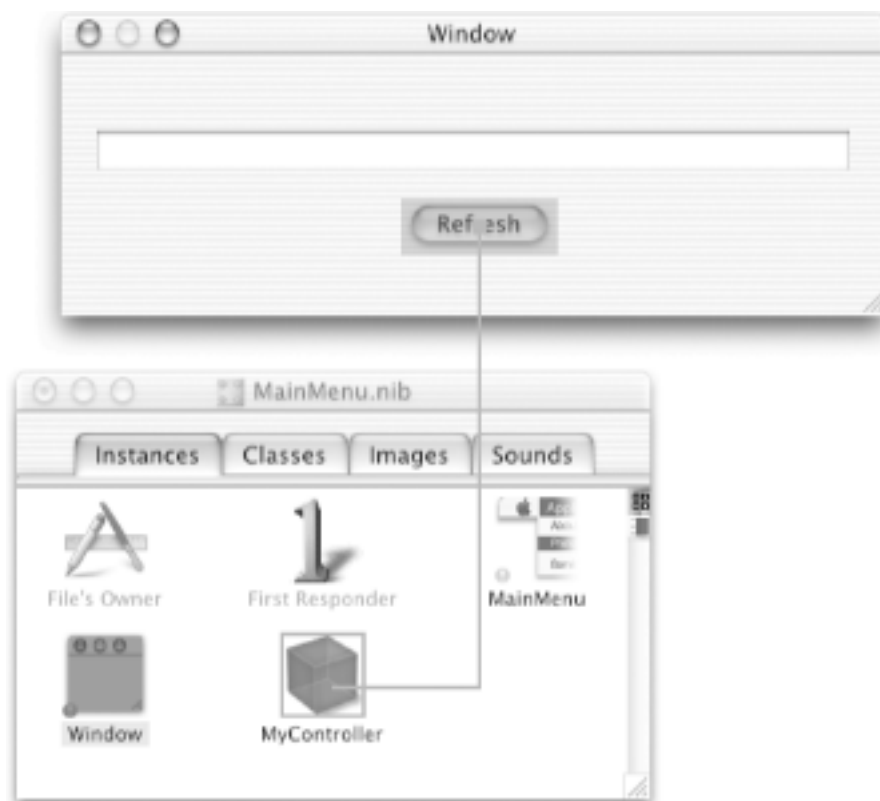 Window
Refresh
MainMenu.nib
Instances Classes Images Sounds
File's Owner First Responder MainMenu
Window MyController